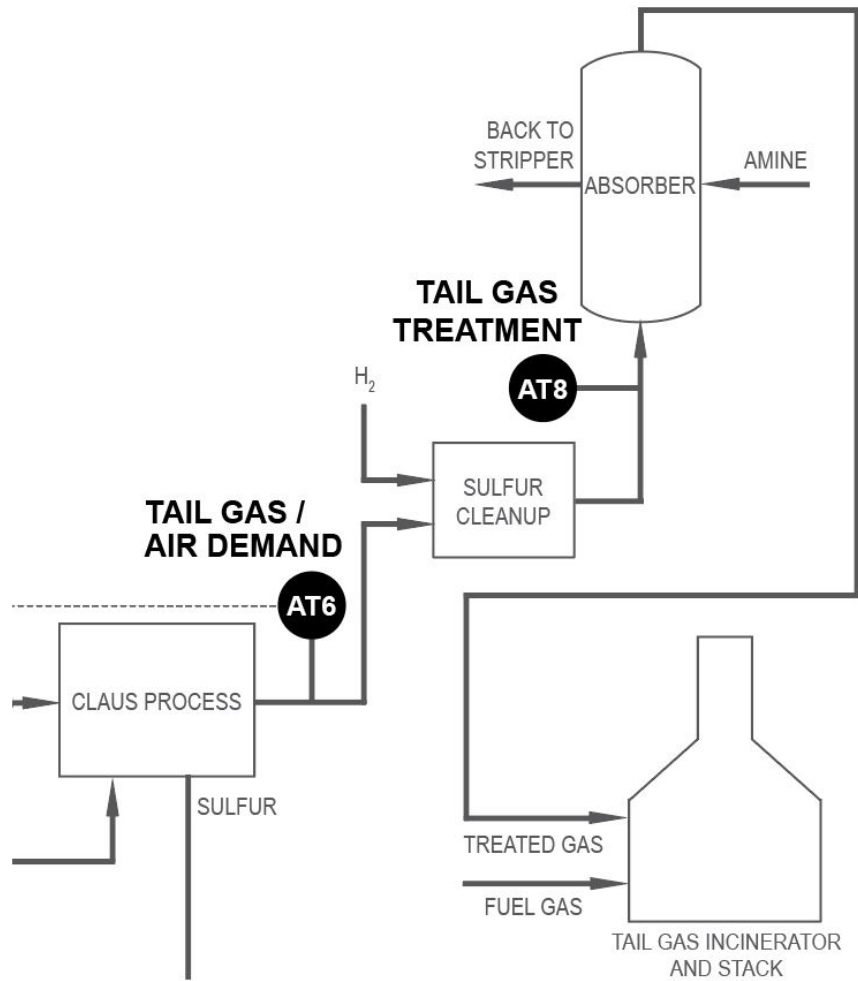 BACK TO
STRIPPER
ABSORBER
AMINE
TAIL GAS
TREATMENT
AT8
H₂
SULFUR
CLEANUP
TAIL GAS /
AIR DEMAND
AT6
CLAUS PROCESS
SULFUR
TREATED GAS
FUEL GAS
TAIL GAS INCINERATOR
AND STACK